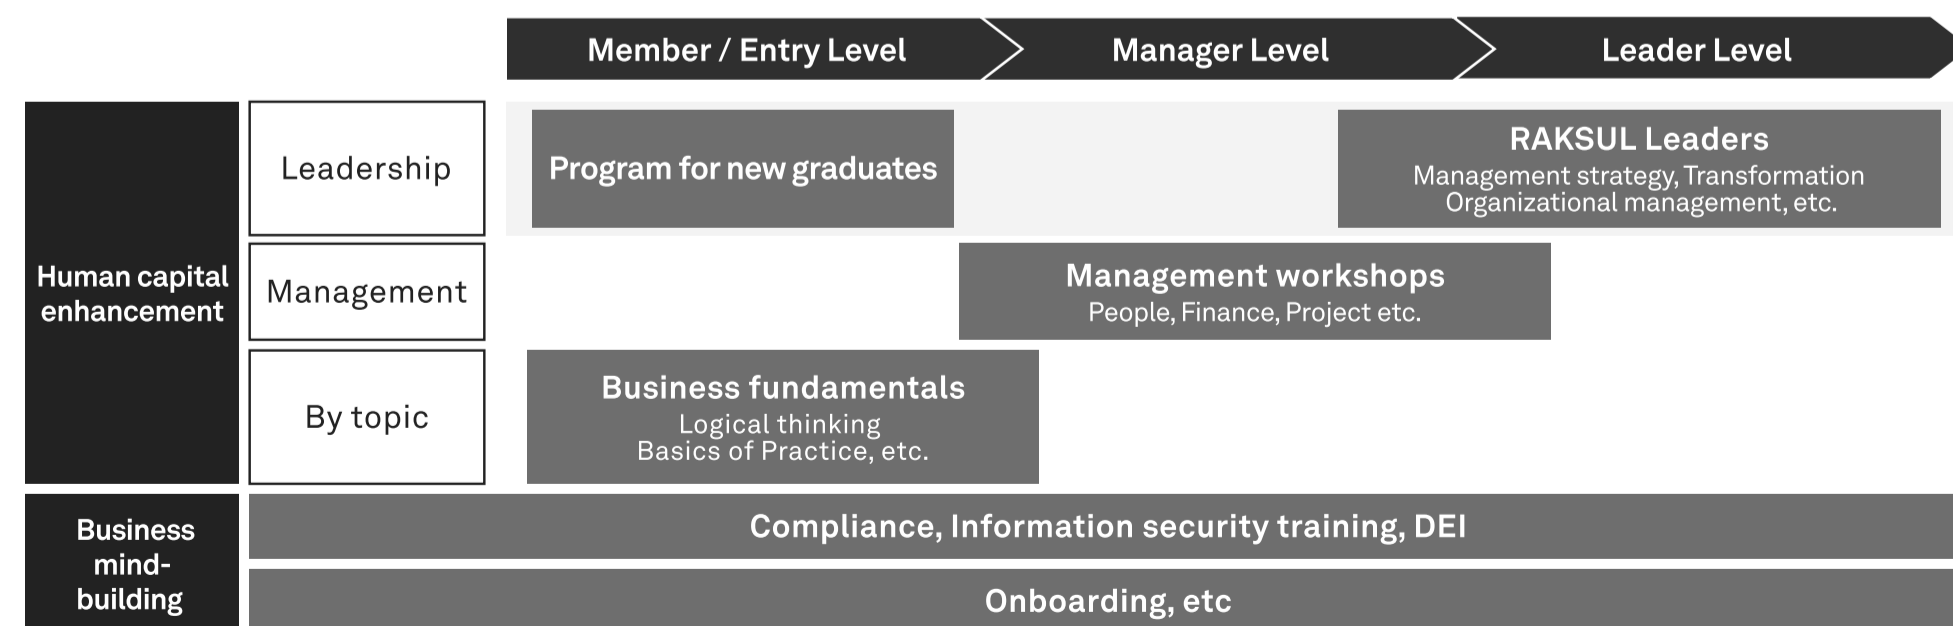 Member / Entry Level
Manager Level
Leader Level
Human capital
enhancement
Leadership
Program for new graduates
RAKSUL Leaders
Management strategy, Transformation
Organizational management, etc.
Management
Management workshops
People, Finance, Project etc.
By topic
Business fundamentals
Logical thinking
Basics of Practice, etc.
Business
mind-
building
Compliance, Information security training, DEI
Onboarding, etc